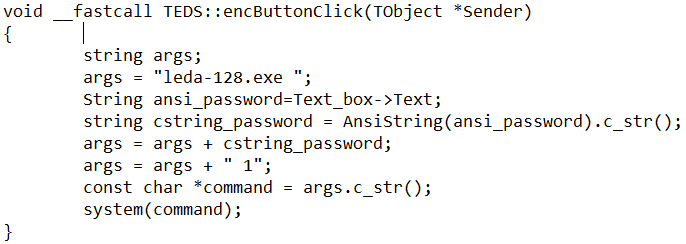 void __fastcall TEDS::encButtonClick(TObject *Sender)
{
string args;
args = "leda-128.exe ";
String ansi_password=Text_box->Text;
string cstring_password = AnsiString(ansi_password).c_str();
args = args + cstring_password;
args = args + " 1";
const char *command = args.c_str();
system(command);
}